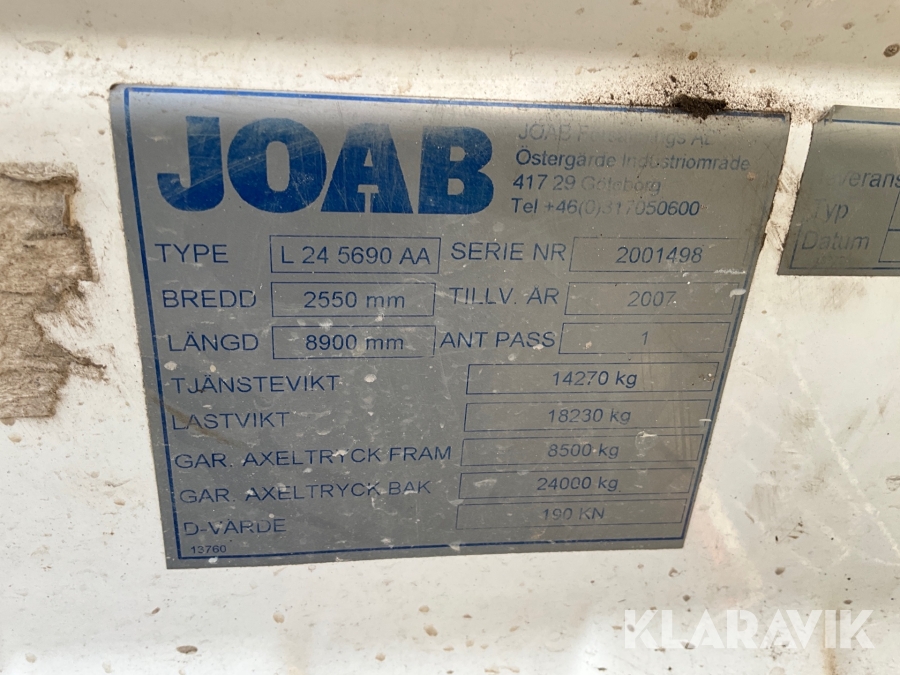 JOAB
JOAB
Östergärde Industriområde
417 29 Göteborg
Tel +46(0)317050600
TYPE L 24 5690 AA SERIE NR 2001498
BREDD 2550 mm TILLV. ÅR 2007
LÄNGD 8900 mm ANT PASS 1
TJÄNSTEVIKT 14270 kg
LASTVIKT 18230 kg
GAR. AXELTRYCK FRAM 8500 kg
GAR. AXELTRYCK BAK 24000 kg
D-VÄRDE 190 KN
13760
Typ
Datum
KLARAVIK